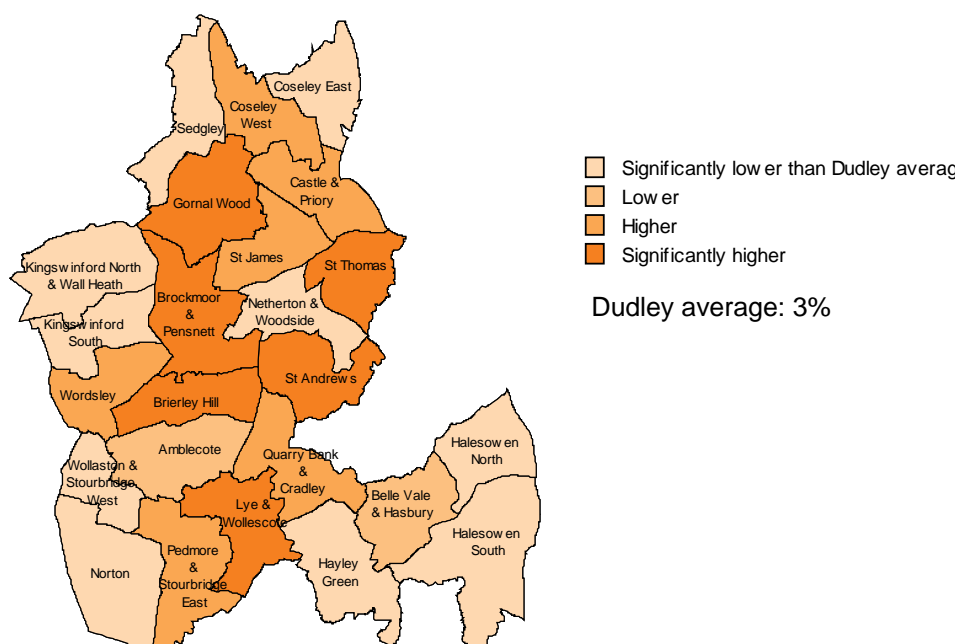 Coseley East
Coseley
West
Sedgley
Castle &
Priory
Gornal Wood
St James
St Thomas
Kingswinford North
& Wall Heath
Brockmoor
&
Pensnett
Netherton &
Woodside
Kingswinford
South
St Andrews
Wordsley
Brierley Hill
Amblecote
Quarry Bank
&
Cradley
Halesowen
North
Wollaston &
Stourbridge
West
Lye &
Wollescote
Belle Vale
& Hasbury
Halesowen
South
Norton
Pedmore
&
Stourbridge
East
Hayley
Green
Significantly lower than Dudley averag
Lower
Higher
Significantly higher
Dudley average: 3%